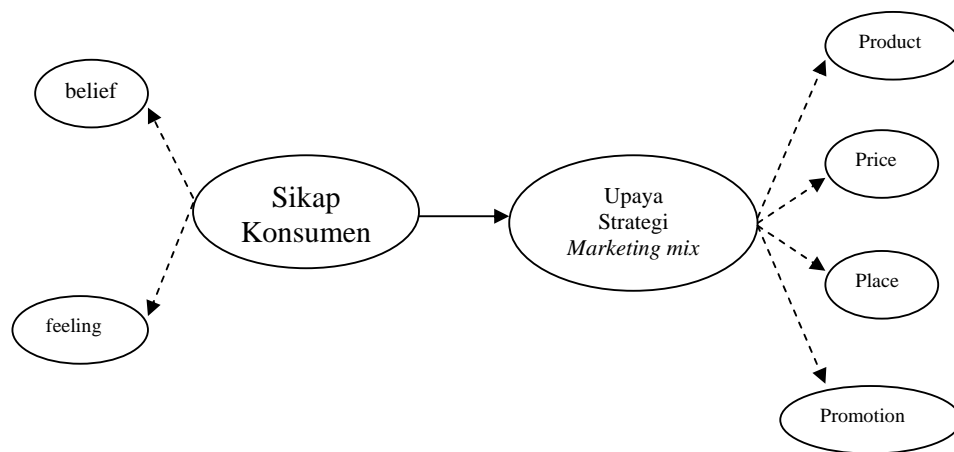 belief
feeling
Sikap
Konsumen
Upaya
Strategi
Marketing mix
Product
Price
Place
Promotion